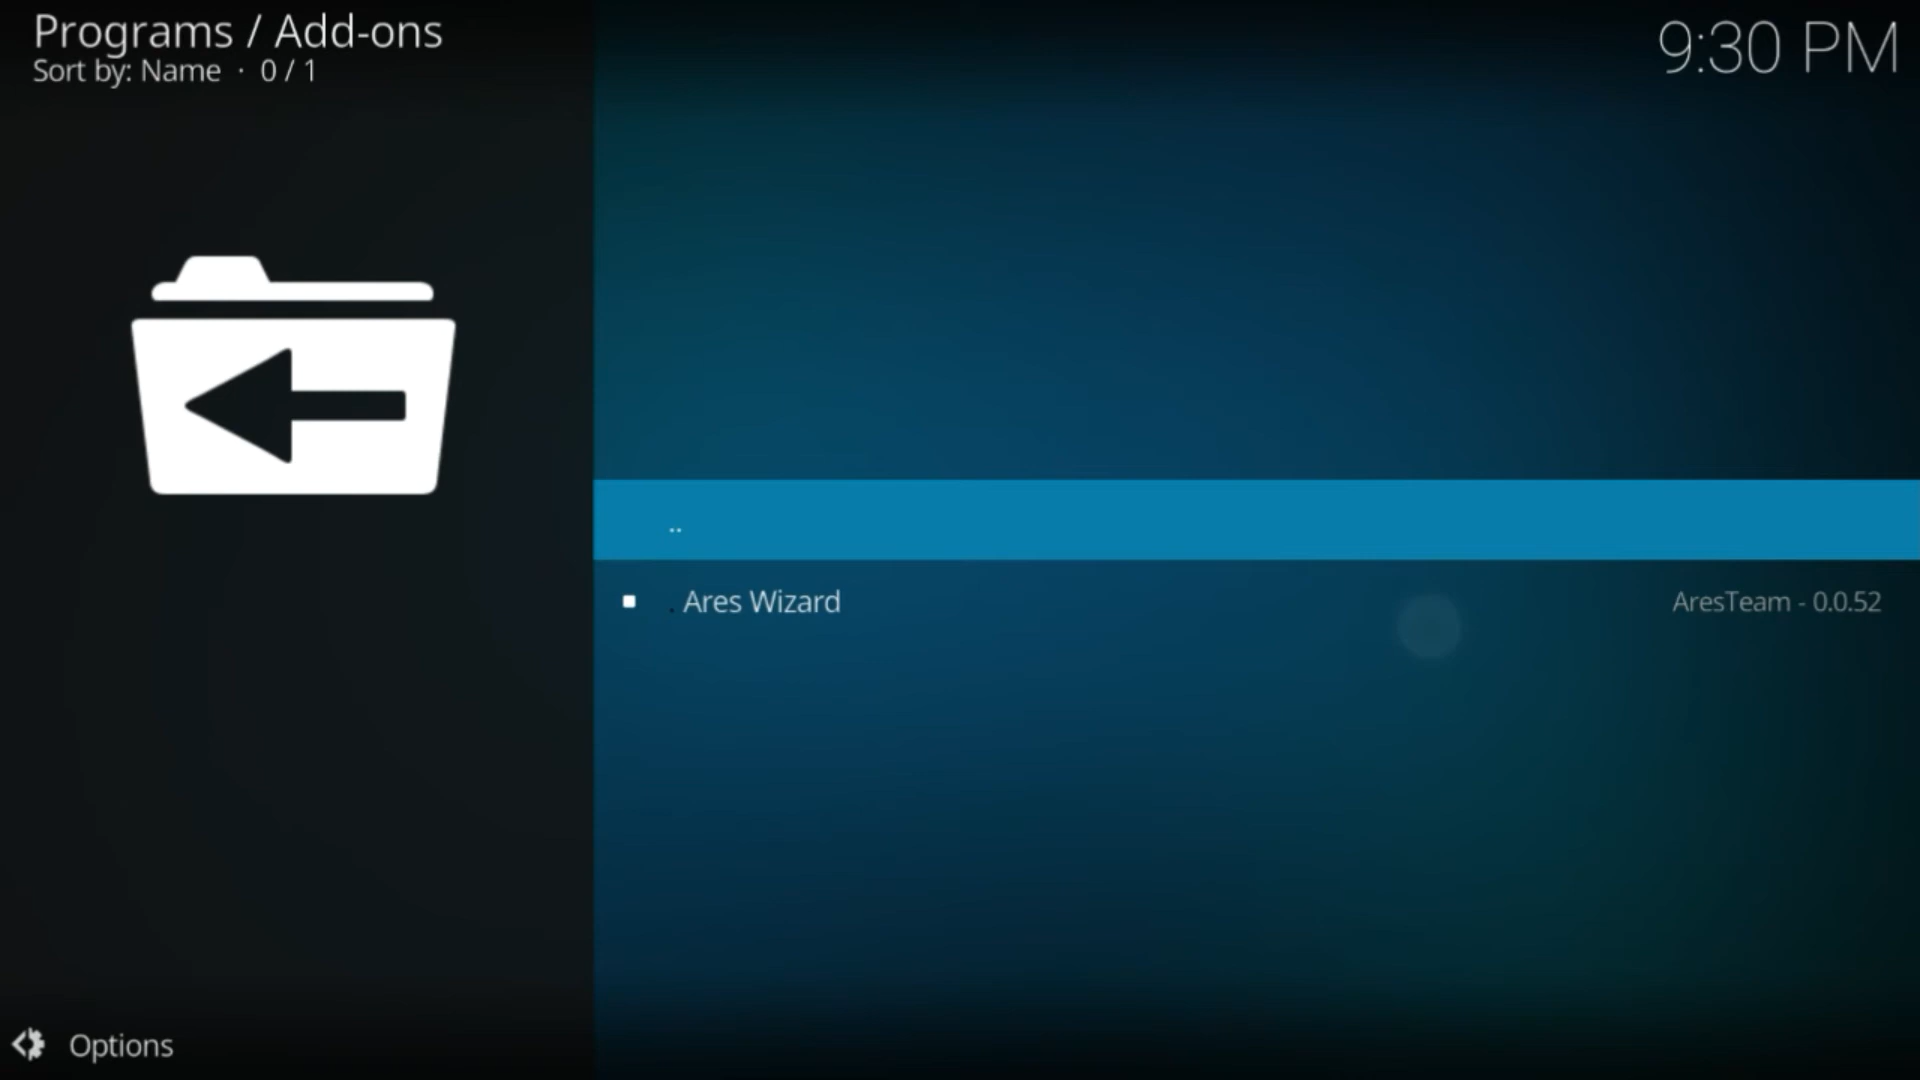 Programs / Add-ons
Sort by: Name · 0 / 1
9:30 PM
..
. Ares Wizard
AresTeam - 0.0.52
Options